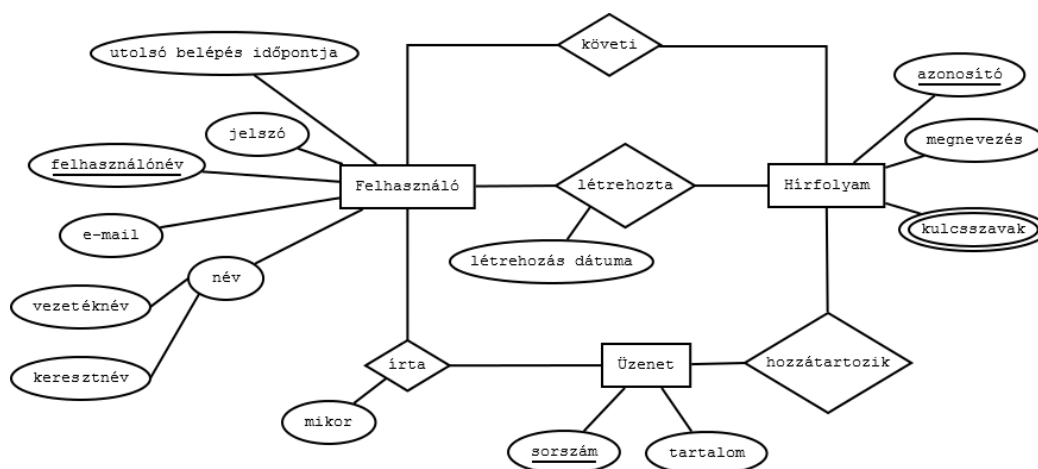 követi
utolsó belépés időpontja
azonosító
jelszó
megnevezés
felhasználónév
Felhasználó
létrehozta
Hírfolyam
e-mail
kulcsszavak
létrehozás dátuma
név
vezetéknév
írta
Üzenet
hozzátartozik
keresztnév
mikor
sorszám
tartalom